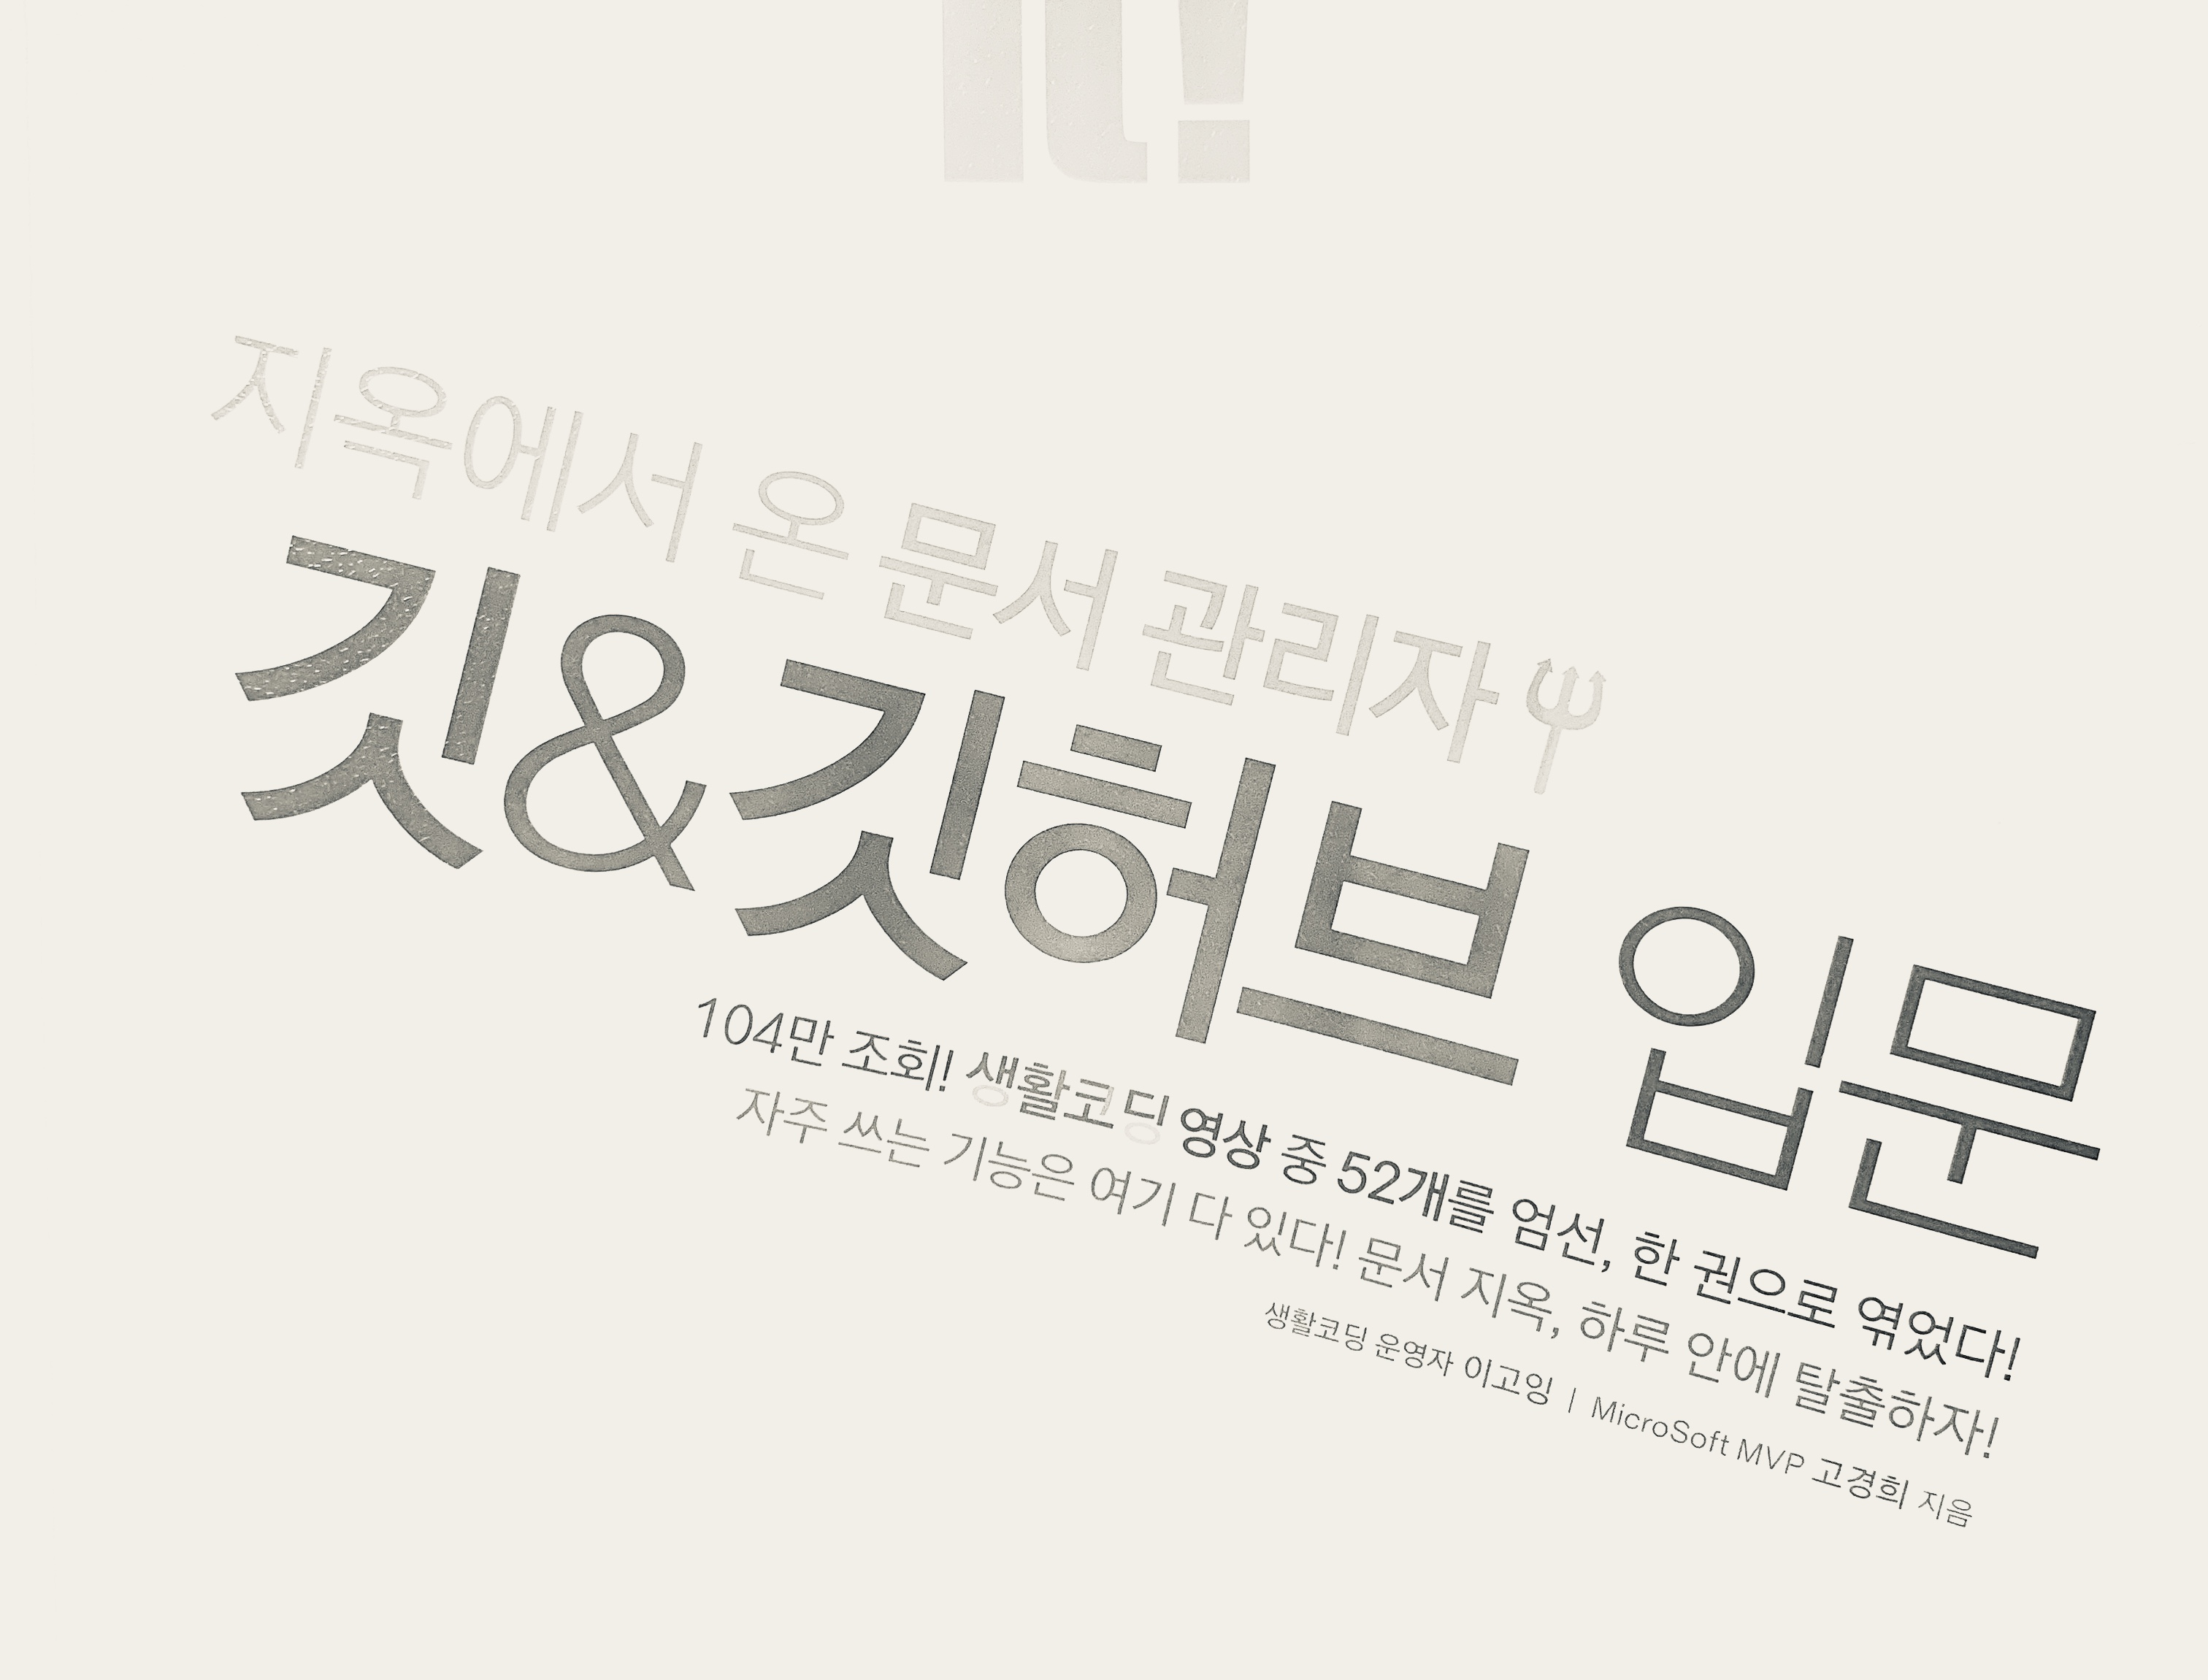 it!
지옥에서 온 문서 관리자
깃&깃허브 입문
104만 조회! 생활코딩 영상 중 52개를 엄선, 한 권으로 엮었다!
자주 쓰는 기능은 여기 다 있다! 문서 지옥, 하루 안에 탈출하자!
생활코딩 운영자 이고잉 | MicroSoft MVP 고경희 지음